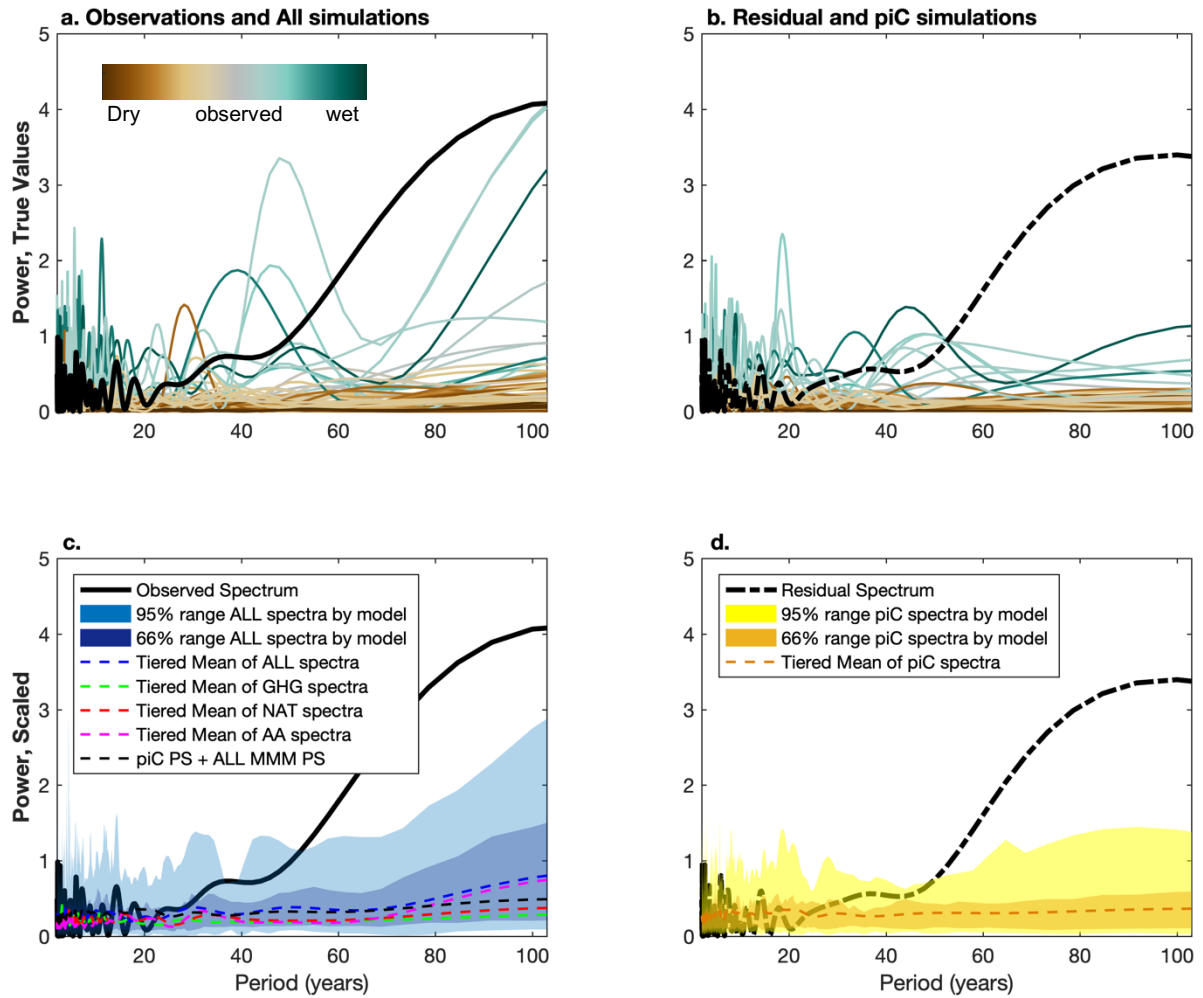 a. Observations and All simulations
b. Residual and piC simulations
Power, True Values
5
4
3
2
1
0
Dry observed wet
20 40 60 80 100
5
4
3
2
1
0
20 40 60 80 100
c.
d.
Power, Scaled
5
4
3
2
1
0
Observed Spectrum
95% range ALL spectra by model
66% range ALL spectra by model
Tiered Mean of ALL spectra
Tiered Mean of GHG spectra
Tiered Mean of NAT spectra
Tiered Mean of AA spectra
piC PS + ALL MMM PS
20 40 60 80 100
Period (years)
5
4
3
2
1
0
Residual Spectrum
95% range piC spectra by model
66% range piC spectra by model
Tiered Mean of piC spectra
20 40 60 80 100
Period (years)